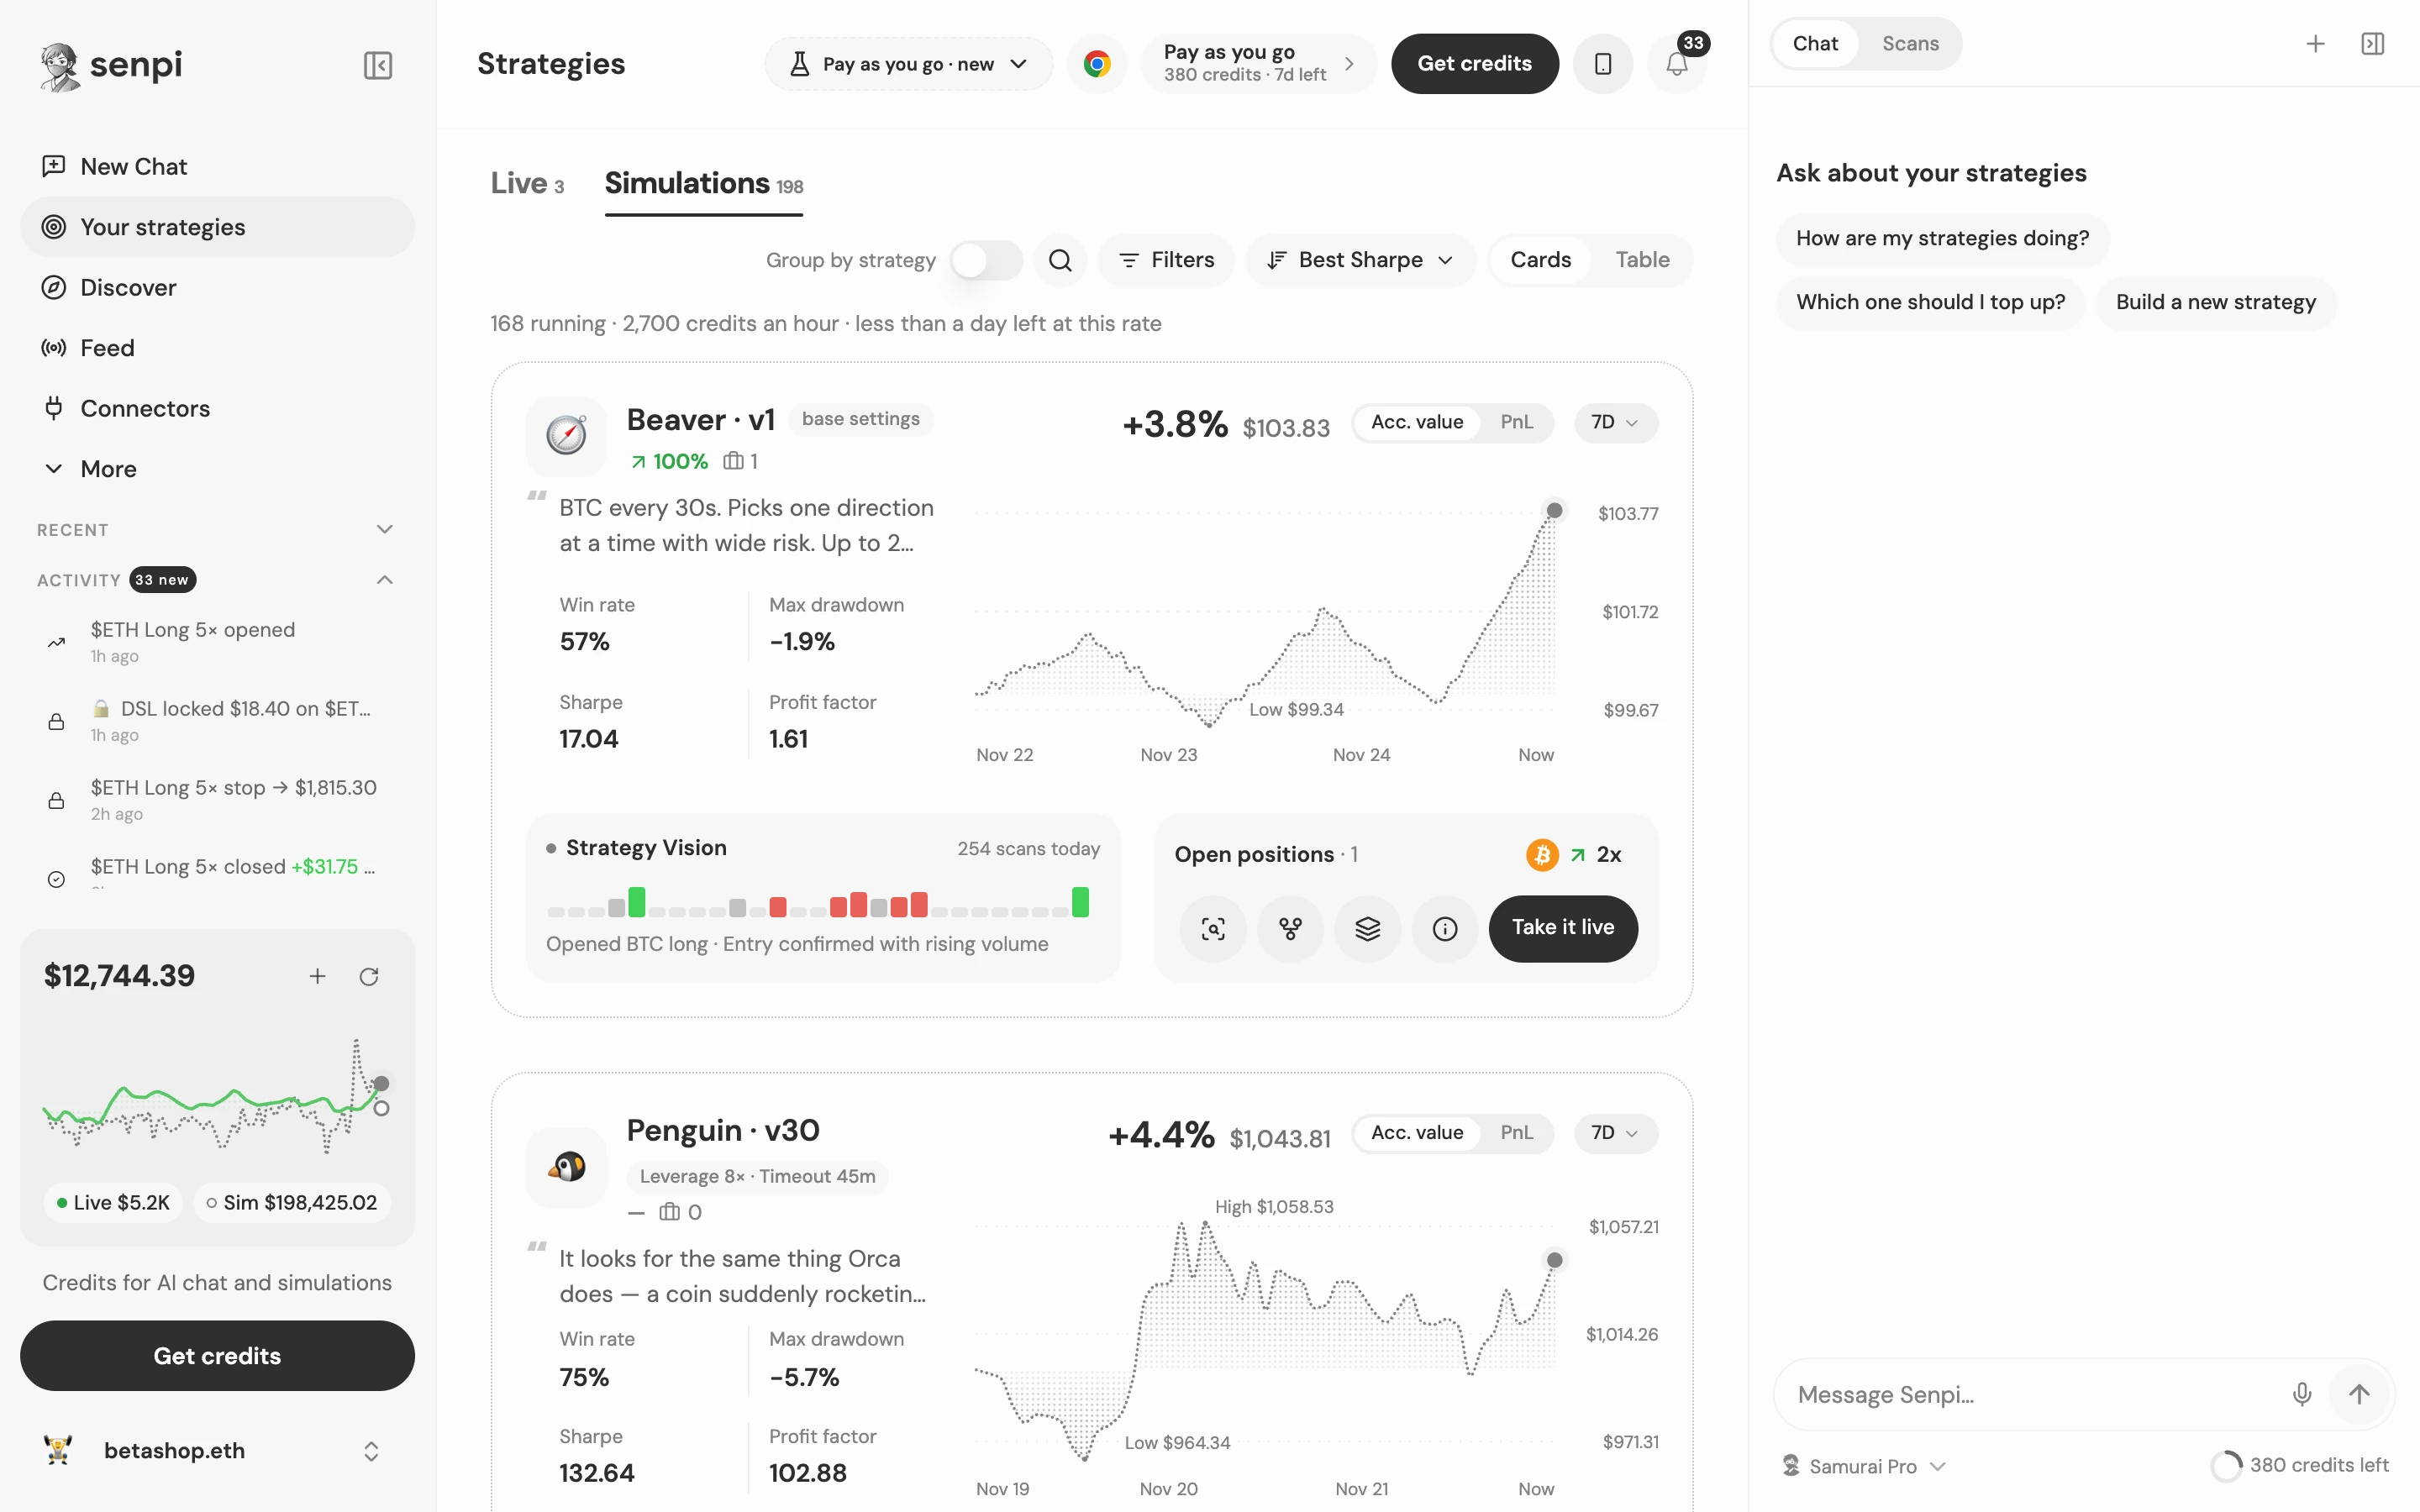 senpi
New Chat
Your strategies
Discover
Feed
Connectors
More
RECENT
ACTIVITY 33 new
$ETH Long 5× opened
1h ago
DSL locked $18.40 on $ET...
1h ago
$ETH Long 5× stop → $1,815.30
2h ago
$ETH Long 5× closed +$31.75 ...
$12,744.39
Live $5.2K
Sim $198,425.02
Credits for AI chat and simulations
Get credits
betashop.eth
Strategies
Pay as you go · new
Pay as you go
380 credits · 7d left
Get credits
33
Live 3
Simulations 198
Group by strategy
Filters
Best Sharpe
Cards
Table
168 running · 2,700 credits an hour · less than a day left at this rate
Beaver · v1
base settings
100%
1
+3.8% $103.83
Acc. value
PnL
7D
BTC every 30s. Picks one direction
at a time with wide risk. Up to 2...
Win rate
57%
Max drawdown
-1.9%
Sharpe
17.04
Profit factor
1.61
$103.77
$101.72
$99.67
Low $99.34
Nov 22
Nov 23
Nov 24
Now
Strategy Vision
254 scans today
Opened BTC long · Entry confirmed with rising volume
Open positions · 1
2x
Take it live
Penguin · v30
Leverage 8× · Timeout 45m
— 0
+4.4% $1,043.81
Acc. value
PnL
7D
It looks for the same thing Orca
does — a coin suddenly rocketin...
Win rate
75%
Max drawdown
-5.7%
Sharpe
132.64
Profit factor
102.88
High $1,058.53
$1,057.21
$1,014.26
$971.31
Low $964.34
Nov 19
Nov 20
Nov 21
Now
Chat
Scans
Ask about your strategies
How are my strategies doing?
Which one should I top up?
Build a new strategy
Message Senpi...
Samurai Pro
380 credits left